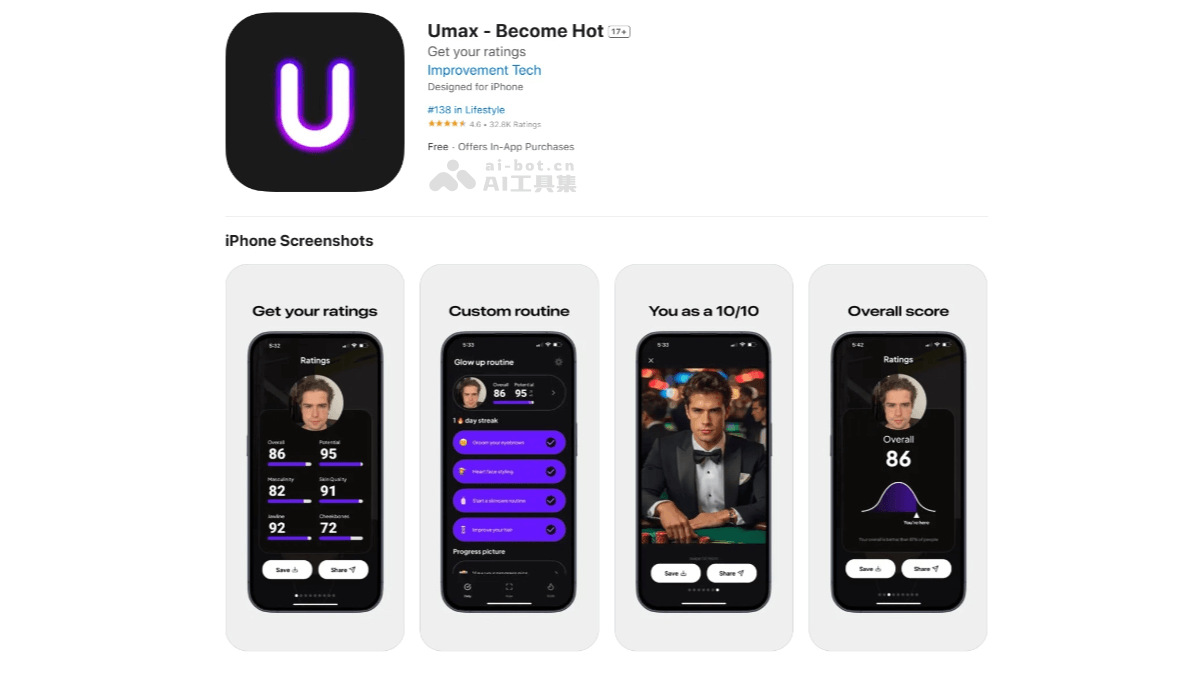 U
Umax - Become Hot 17+
Get your ratings
Improvement Tech
Designed for iPhone
#138 in Lifestyle
4.6 • 32.8K Ratings
Free · Offers In-App Purchases
ai-bot.cn
AI工具集
iPhone Screenshots
Get your ratings
5:32
Ratings
Overall
86
Potential
95
Masculinity
82
Skin Quality
91
Jawline
92
Cheekbones
72
Save
Share
Custom routine
5:33
Glow up routine
Overall
86
Potential
95
1 day streak
Groom your eyebrows
Heart face styling
Start a skincare routine
Improve your hair
Progress picture
You as a 10/10
5:33
Save
Share
Overall score
5:42
Ratings
Overall
86
You're here
Save
Share